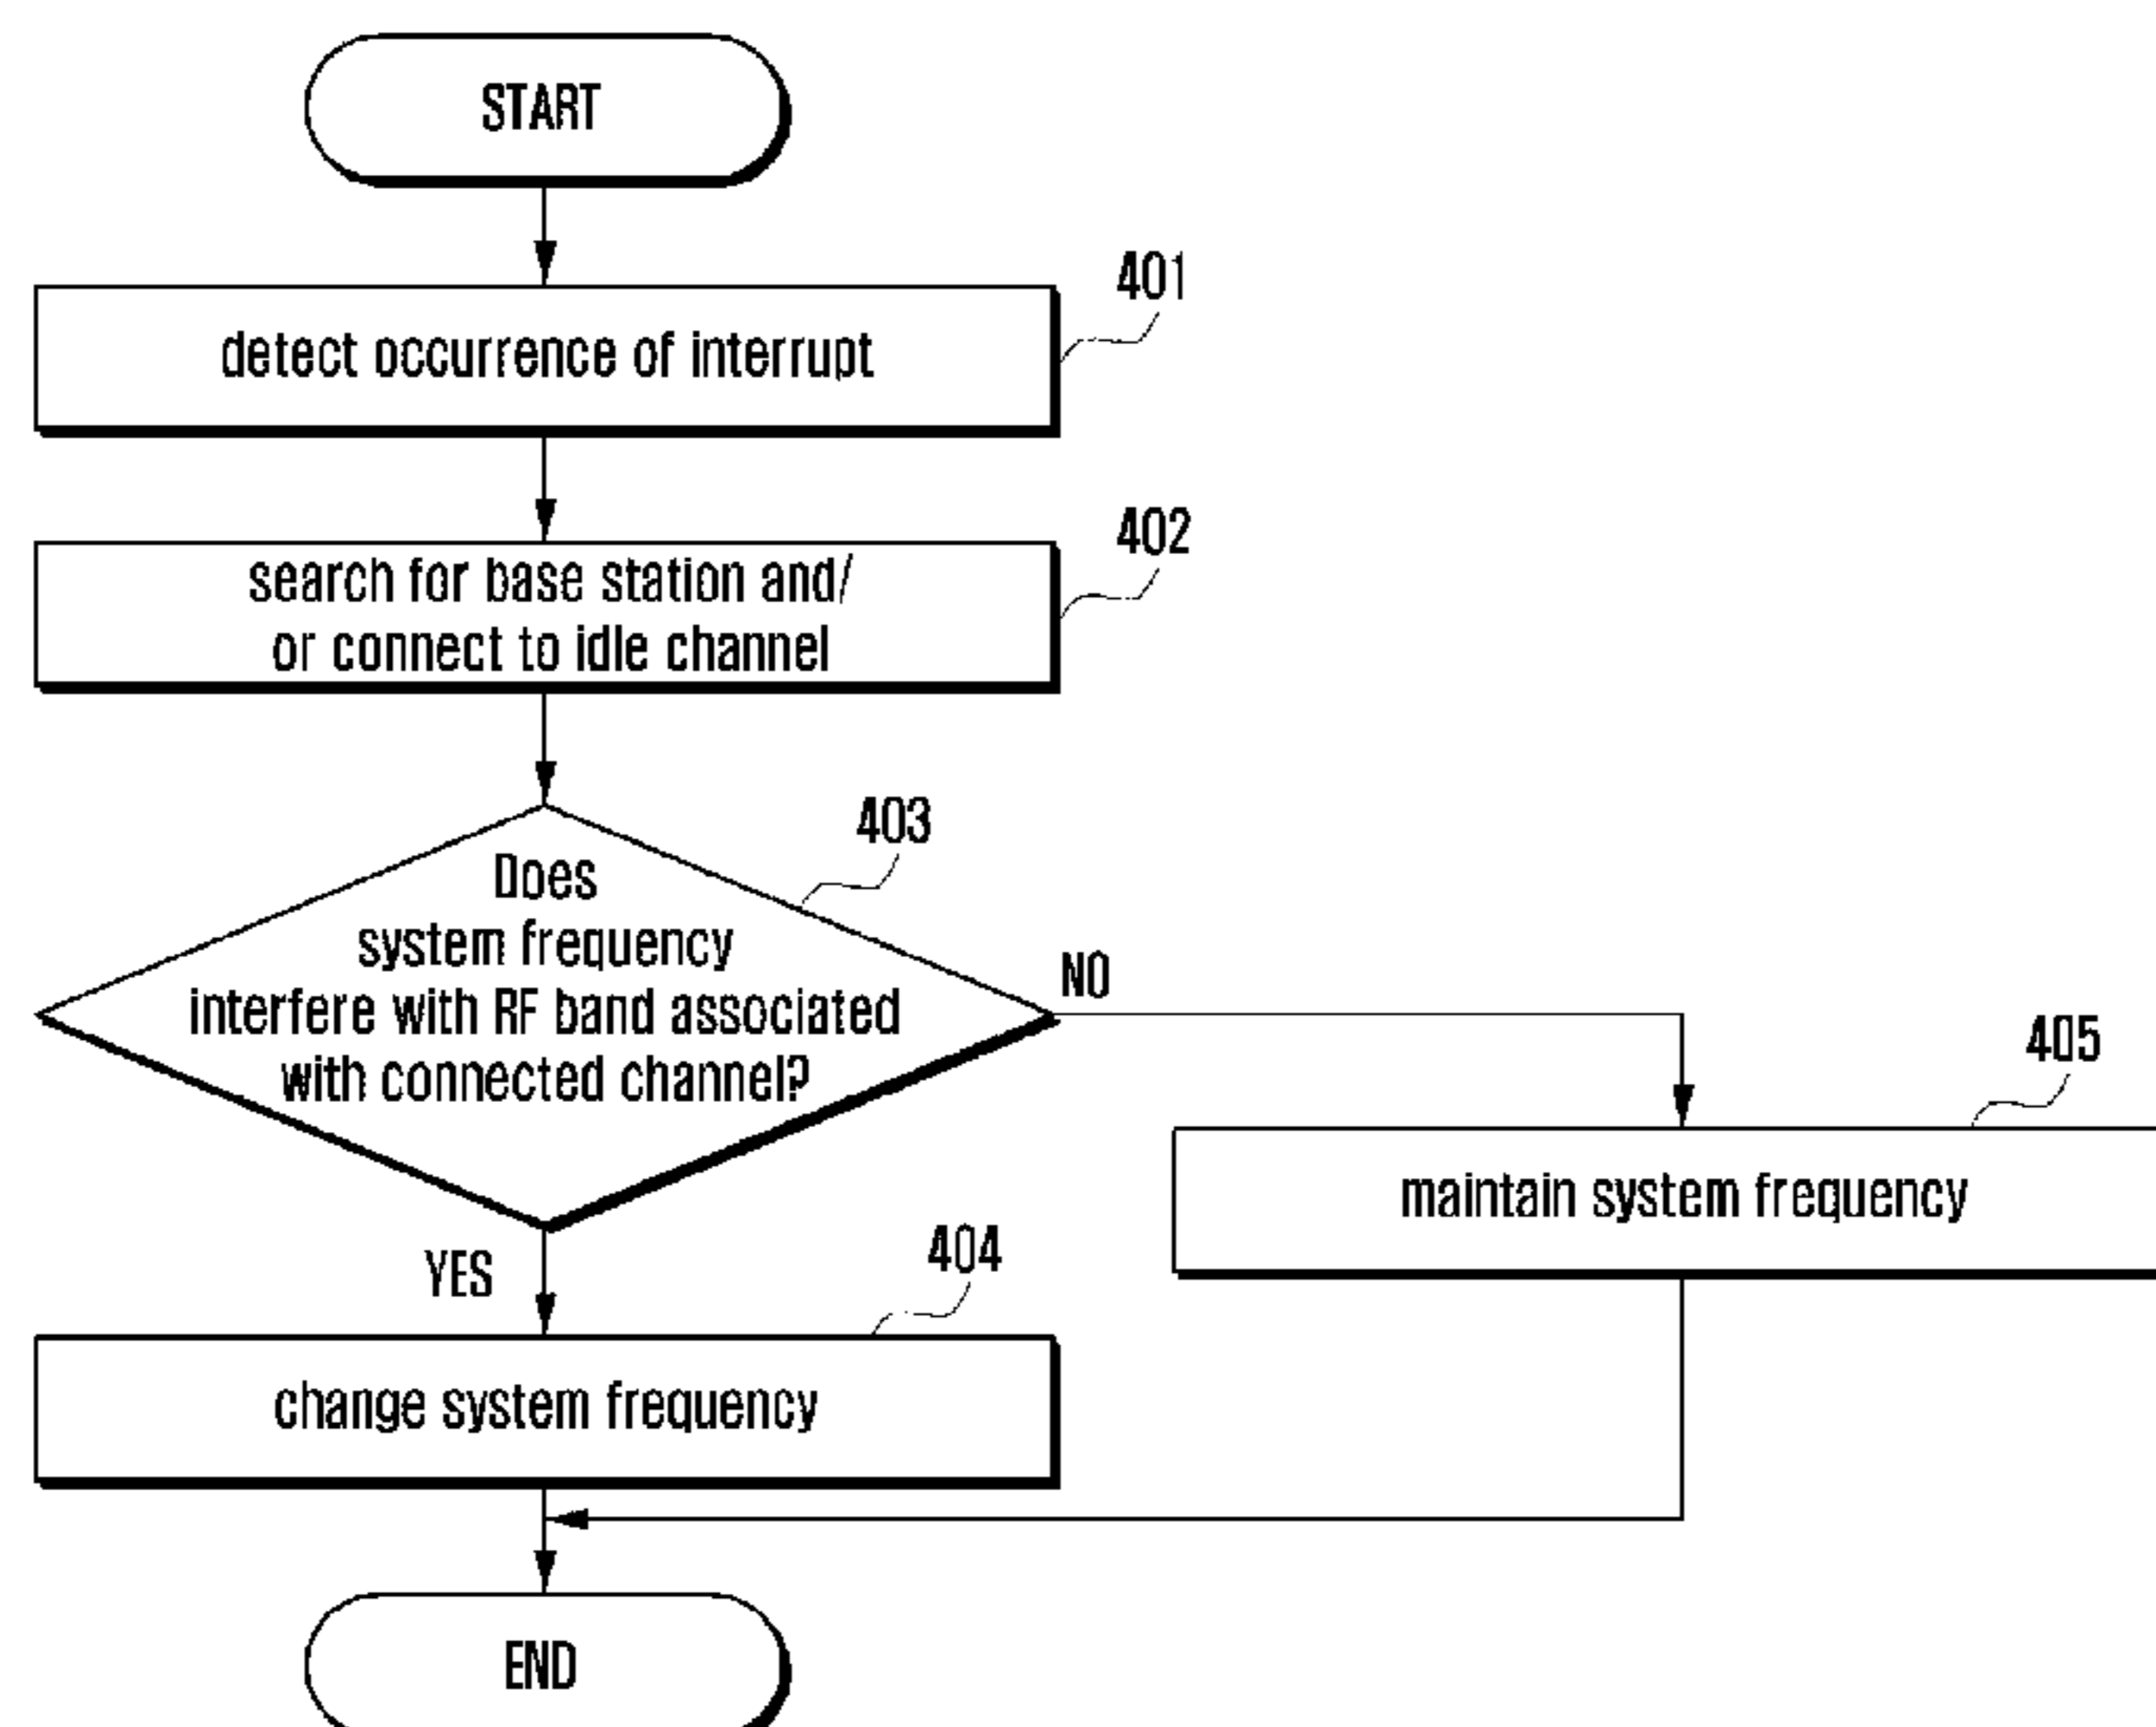 START
401
detect occurrence of interrupt
402
search for base station and/
or connect to idle channel
403
Does
system frequency
interfere with RF band associated
with connected channel?
NO
405
maintain system frequency
YES
404
change system frequency
END